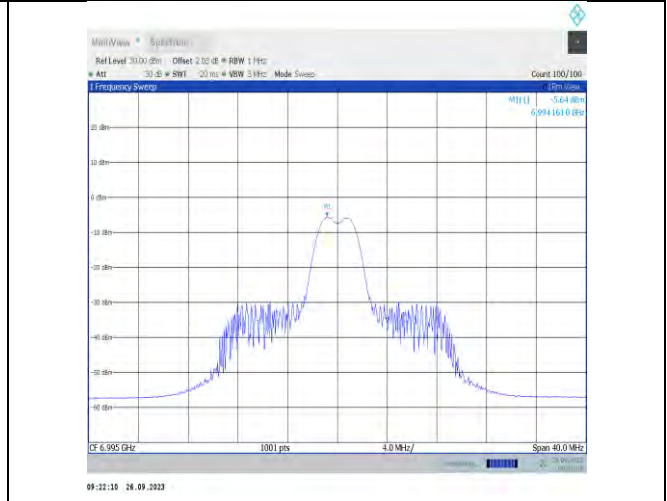 MultiView Spectrum
Ref Level 30.00 dBm Offset 2.03 dB RBW 1 MHz
Att 30 dB SWT 20 ms VBW 3 MHz Mode Sweep Count 100/100
1 Frequency Sweep 1Rm View
M1[1] -5.64 dBm
6.994161 0 GHz
20 dBm
10 dBm
0 dBm
M1
-10 dBm
-20 dBm
-30 dBm
-40 dBm
-50 dBm
-60 dBm
CF 6.995 GHz 1001 pts 4.0 MHz/ Span 40.0 MHz
09:22:10 26.09.2023